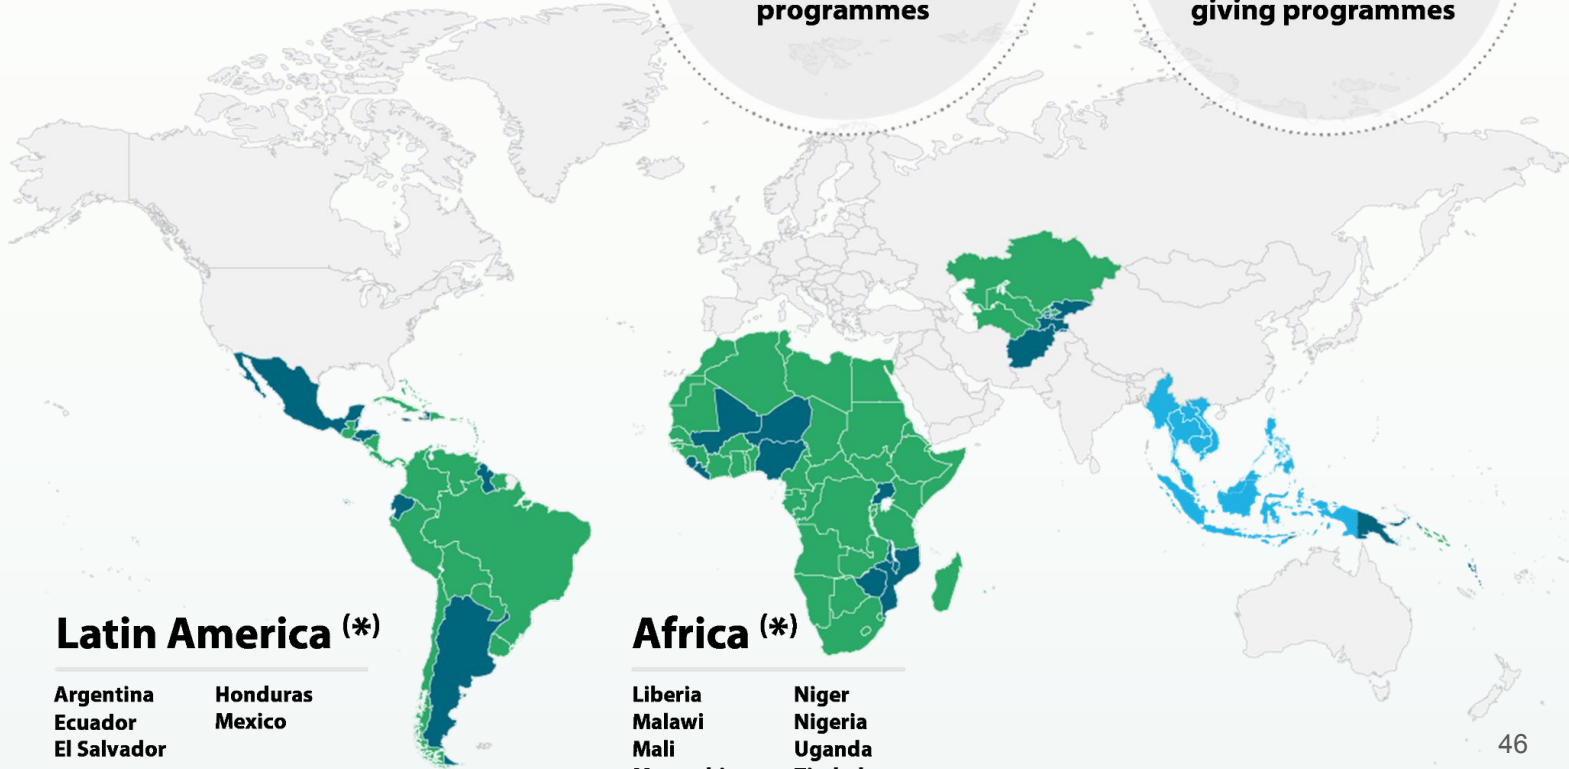 programmes
giving programmes
Latin America (*)
Argentina
Ecuador
El Salvador
Honduras
Mexico
Africa (*)
Liberia
Malawi
Mali
Niger
Nigeria
Uganda
46